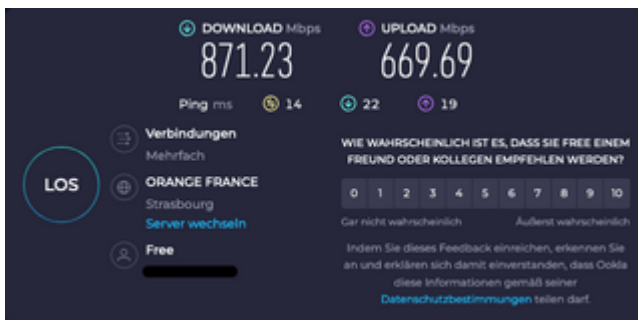 DOWNLOAD Mbps
871.23
UPLOAD Mbps
669.69
Ping ms 14 22 19
LOS
Verbindungen
Mehrfach
ORANGE FRANCE
Strasbourg
Server wechseln
Free
WIE WAHRSCHEINLICH IST ES, DASS SIE FREE EINEM
FREUND ODER KOLLEGEN EMPFEHLEN WERDEN?
0 1 2 3 4 5 6 7 8 9 10
Gar nicht wahrscheinlich Äußerst wahrscheinlich
Indem Sie dieses Feedback einreichen, erkennen Sie
an und erklären sich damit einverstanden, dass Ookla
diese Informationen gemäß seiner
Datenschutzbestimmungen teilen darf.